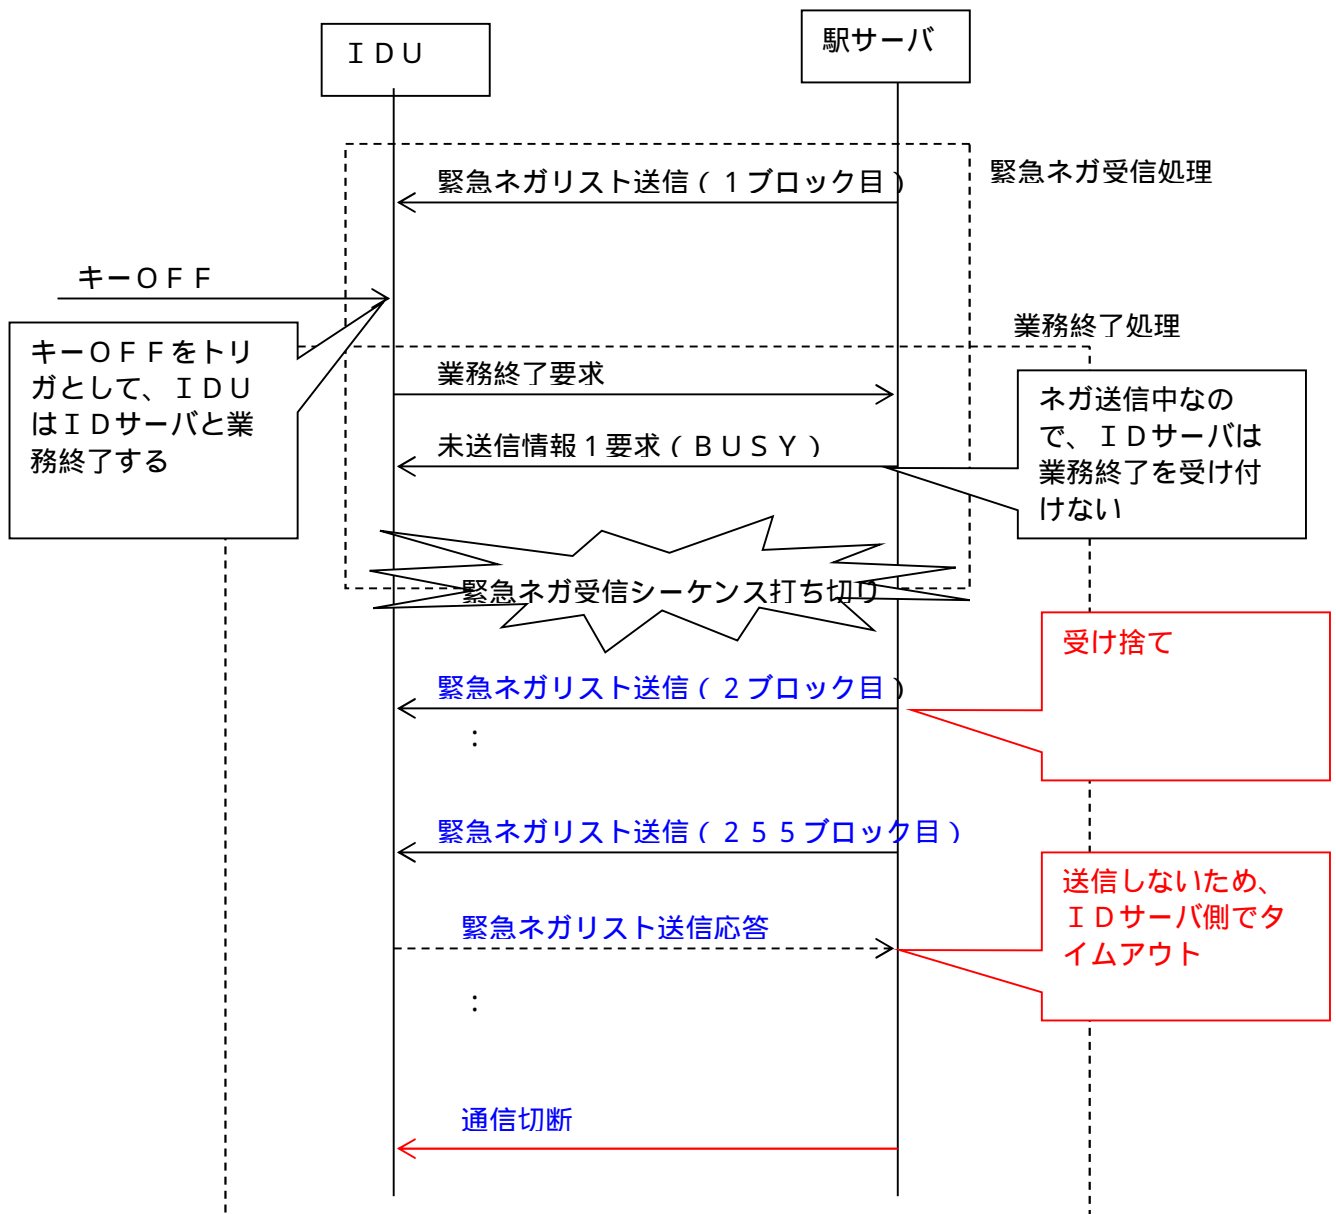 ＩＤＵ
駅サーバ
緊急ネガ受信処理
緊急ネガリスト送信（１ブロック目）
キーＯＦＦ
業務終了処理
キーＯＦＦをトリ
ガとして、ＩＤＵ
はＩＤサーバと業
務終了する
業務終了要求
ネガ送信中なの
で、ＩＤサーバは
業務終了を受け付
けない
未送信情報１要求（ＢＵＳＹ）
緊急ネガ受信シーケンス打ち切り
受け捨て
緊急ネガリスト送信（２ブロック目）
：
緊急ネガリスト送信（２５５ブロック目）
送信しないため、
ＩＤサーバ側でタ
イムアウト
緊急ネガリスト送信応答
：
通信切断